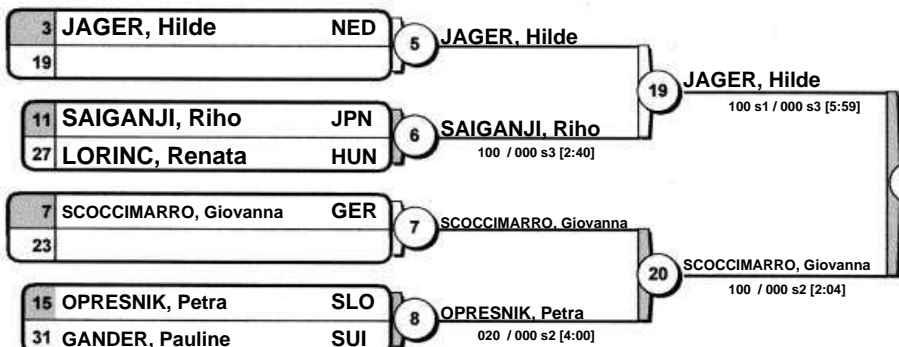 3 JAGER, Hilde NED
19
5 JAGER, Hilde
11 SAIGANJI, Riho JPN
27 LORINC, Renata HUN
6 SAIGANJI, Riho
100 / 000 s3 [2:40]
19 JAGER, Hilde
100 s1 / 000 s3 [5:59]
7 SCOCCIMARRO, Giovanna GER
23
7 SCOCCIMARRO, Giovanna
15 OPRESNIK, Petra SLO
31 GANDER, Pauline SUI
8 OPRESNIK, Petra
020 / 000 s2 [4:00]
20 SCOCCIMARRO, Giovanna
100 / 000 s2 [2:04]